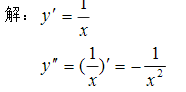 解：y′ = 1/x
y″ = (1/x)′ = −1/x²